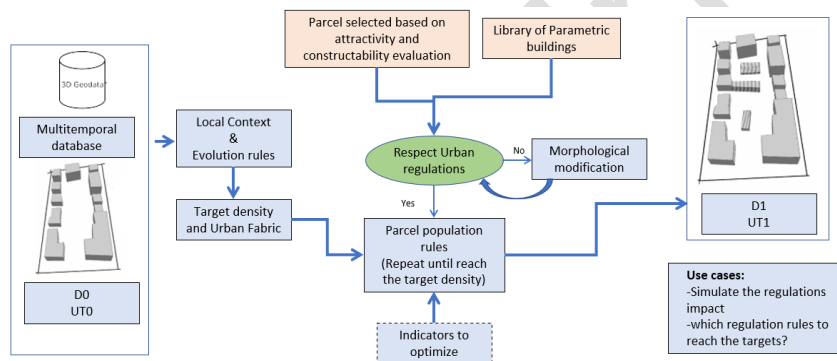 3D Geodata
Multitemporal
database
D0
UT0
Local Context
&
Evolution rules
Target density
and Urban Fabric
Parcel selected based on
attractivity and
constructability evaluation
Library of Parametric
buildings
Respect Urban
regulations
No
Morphological
modification
Yes
Parcel population
rules
(Repeat until reach
the target density)
Indicators to
optimize
D1
UT1
Use cases:
-Simulate the regulations
impact
-which regulation rules to
reach the targets?